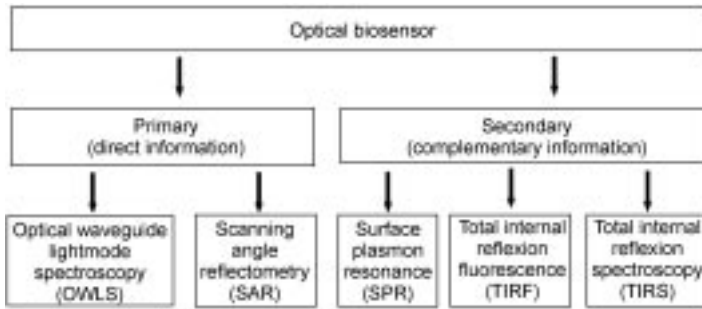 Optical biosensor
Primary
(direct information)
Secondary
(complementary information)
Optical waveguide
lightmode
spectroscopy
(OWLS)
Scanning
angle
reflectometry
(SAR)
Surface
plasmon
resonance
(SPR)
Total internal
reflexion
fluorescence
(TIRF)
Total internal
reflexion
spectroscopy
(TIRS)